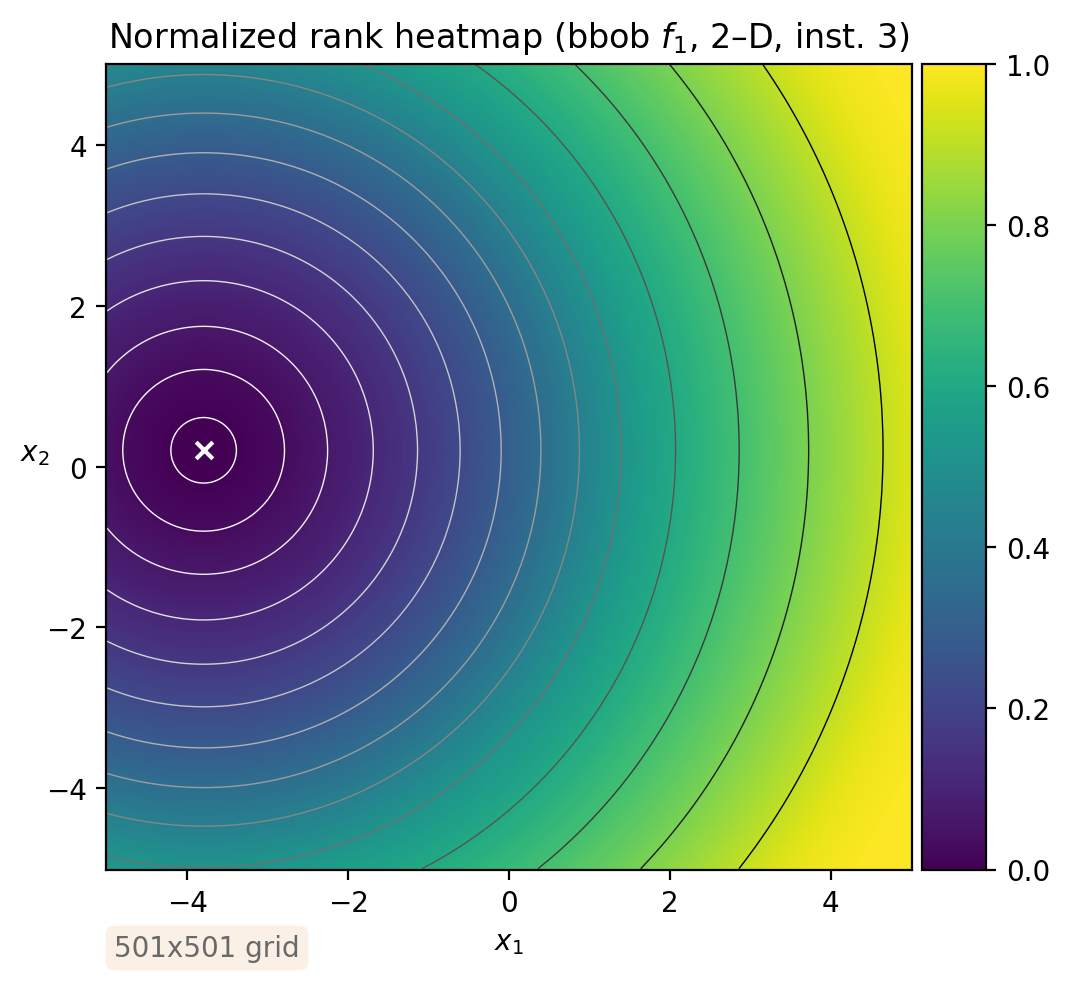 Normalized rank heatmap (bbob f₁, 2–D, inst. 3)
1.0
0.8
0.6
0.4
0.2
0.0
4
2
0
−2
−4
x₂
−4 −2 0 2 4
x₁
501x501 grid